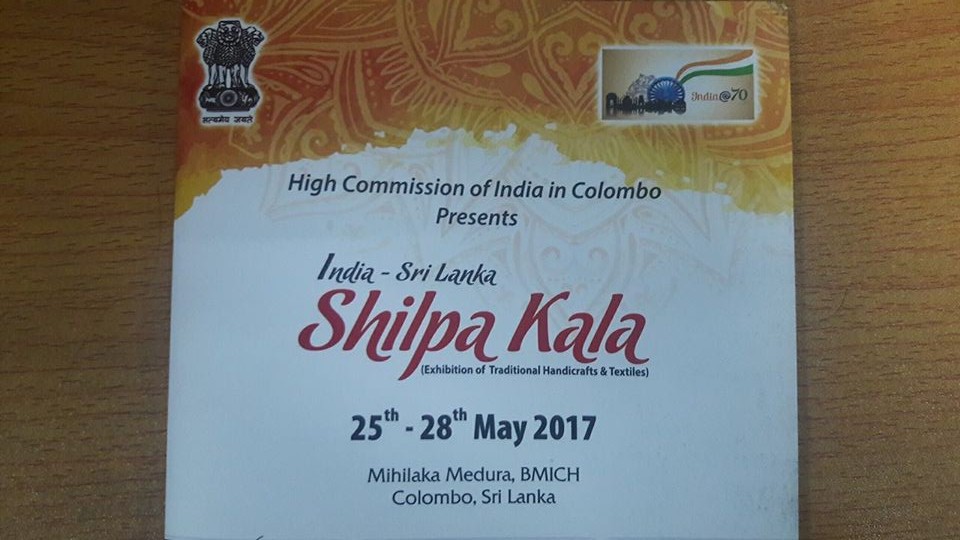 सत्यमेव जयते
India@70
High Commission of India in Colombo
Presents
India - Sri Lanka
Shilpa Kala
(Exhibition of Traditional Handicrafts & Textiles)
25th - 28th May 2017
Mihilaka Medura, BMICH
Colombo, Sri Lanka